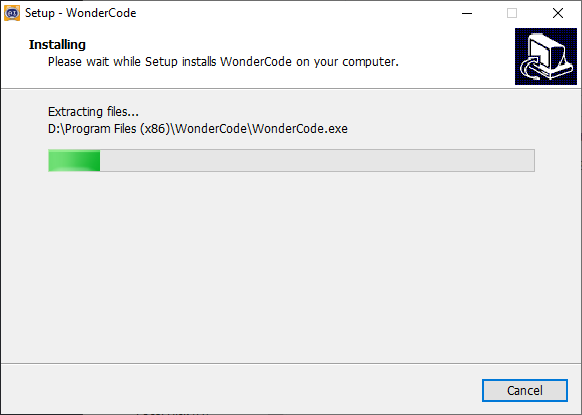 Setup - WonderCode
Installing
Please wait while Setup installs WonderCode on your computer.
Extracting files...
D:\Program Files (x86)\WonderCode\WonderCode.exe
Cancel